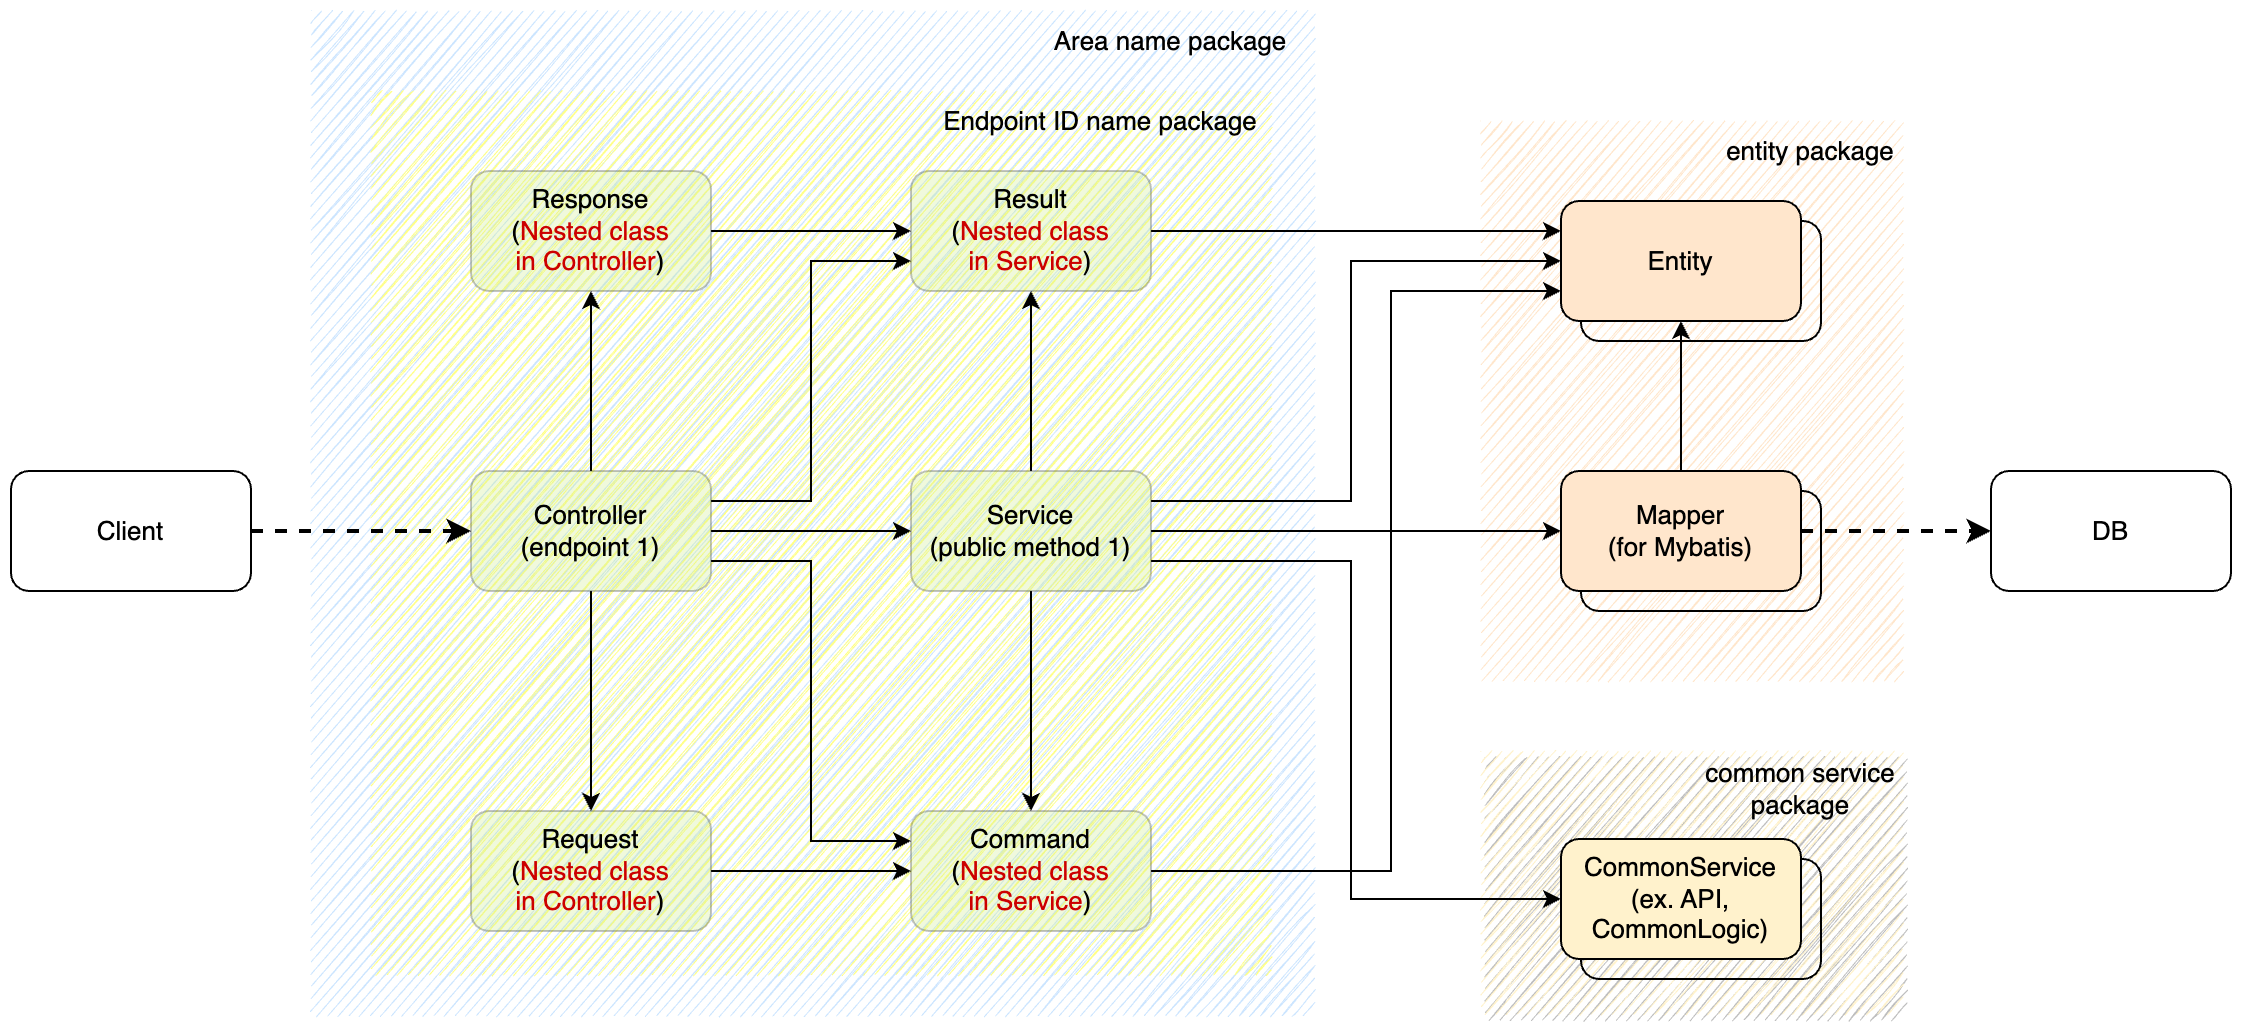 Area name package
Endpoint ID name package
entity package
Response
(Nested class
in Controller)
Result
(Nested class
in Service)
Entity
Client
Controller
(endpoint 1)
Service
(public method 1)
Mapper
(for Mybatis)
DB
common service
package
Request
(Nested class
in Controller)
Command
(Nested class
in Service)
CommonService
(ex. API,
CommonLogic)